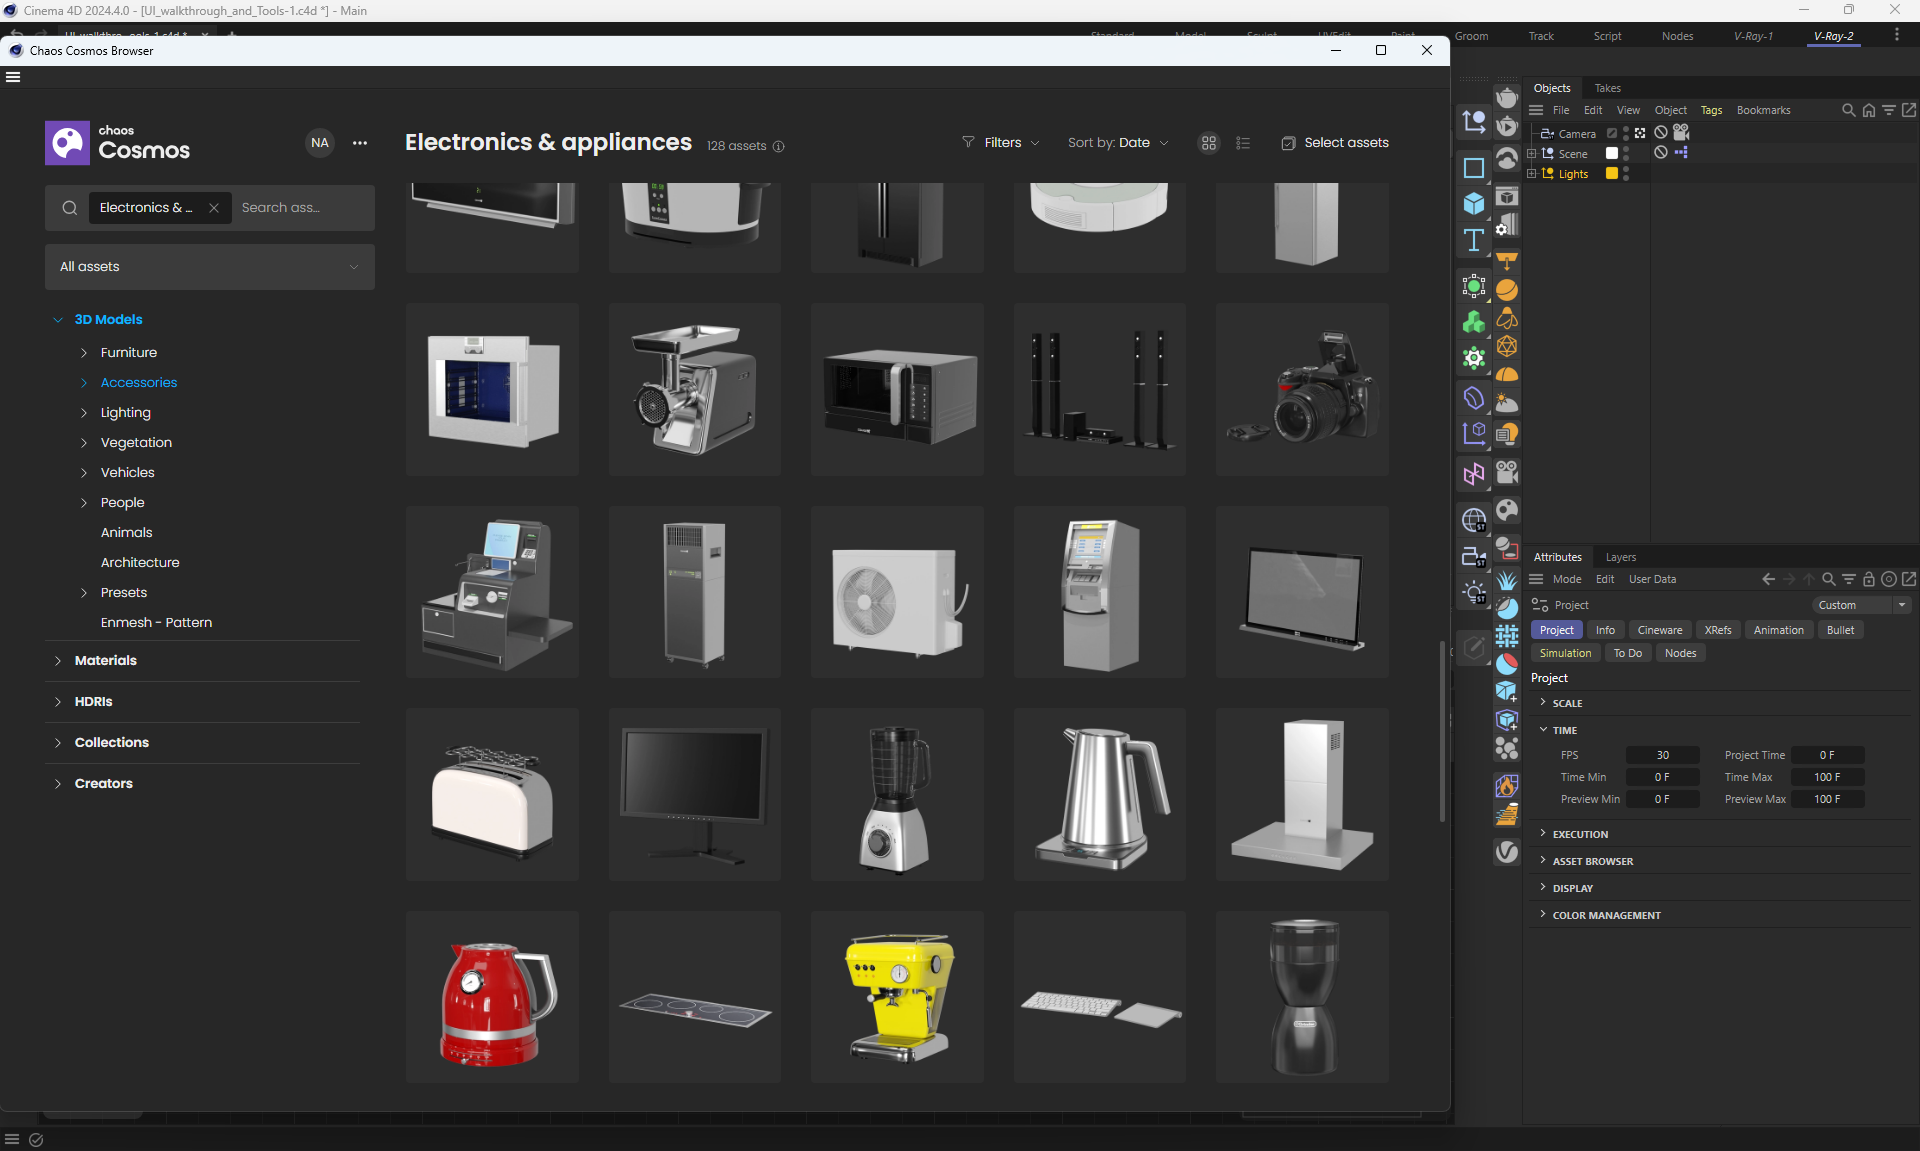 Cinema 4D 2024.4.0 - [UI_walkthrough_and_Tools-1.c4d *] - Main
Groom
Track
Script
Nodes
V-Ray-1
V-Ray-2
Chaos Cosmos Browser
chaos
Cosmos
NA
Electronics & appliances
128 assets
Filters
Sort by: Date
Select assets
Electronics & ...
Search ass...
All assets
3D Models
Furniture
Accessories
Lighting
Vegetation
Vehicles
People
Animals
Architecture
Presets
Enmesh - Pattern
Materials
HDRIs
Collections
Creators
Objects
Takes
File
Edit
View
Object
Tags
Bookmarks
Camera
Scene
Lights
Attributes
Layers
Mode
Edit
User Data
Project
Custom
Project
Info
Cineware
XRefs
Animation
Bullet
Simulation
To Do
Nodes
Project
SCALE
TIME
FPS
30
Project Time
0 F
Time Min
0 F
Time Max
100 F
Preview Min
0 F
Preview Max
100 F
EXECUTION
ASSET BROWSER
DISPLAY
COLOR MANAGEMENT
ST
ST
ST